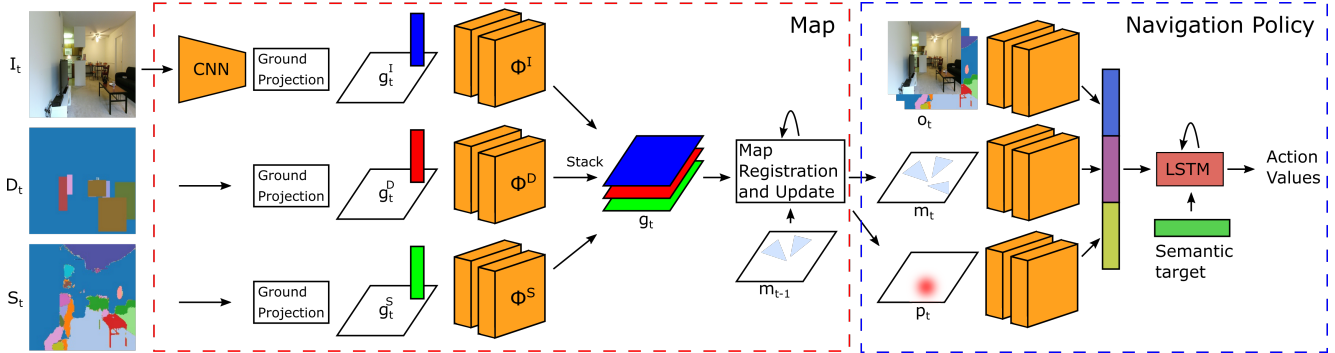 Map
Navigation Policy
I_t
CNN
Ground
Projection
g_t^I
Φ^I
D_t
Ground
Projection
g_t^D
Φ^D
S_t
Ground
Projection
g_t^S
Φ^S
Stack
g_t
Map
Registration
and Update
m_{t-1}
o_t
m_t
p_t
LSTM
Semantic
target
Action
Values